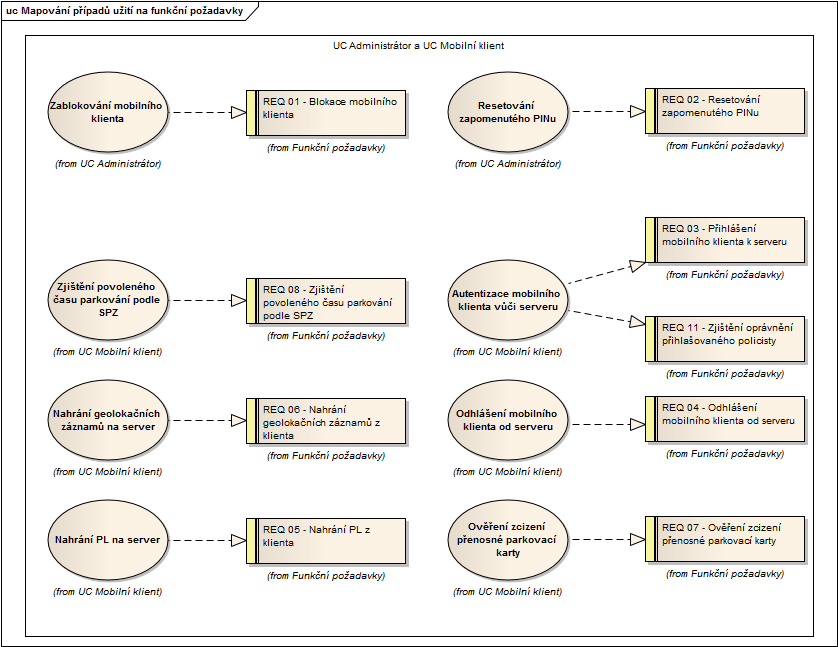 uc Mapování případů užití na funkční požadavky
UC Administrátor a UC Mobilní klient
Zablokování mobilního
klienta
(from UC Administrátor)
REQ 01 - Blokace mobilního
klienta
(from Funkční požadavky)
Resetování
zapomenutého PINu
(from UC Administrátor)
REQ 02 - Resetování
zapomenutého PINu
(from Funkční požadavky)
Zjištění povoleného
času parkování podle
SPZ
(from UC Mobilní klient)
REQ 08 - Zjištění
povoleného času parkování
podle SPZ
(from Funkční požadavky)
Autentizace mobilního
klienta vůči serveru
(from UC Mobilní klient)
REQ 03 - Přihlášení
mobilního klienta k serveru
(from Funkční požadavky)
REQ 11 - Zjištění oprávnění
přihlašovaného policisty
(from Funkční požadavky)
Nahrání geolokačních
záznamů na server
(from UC Mobilní klient)
REQ 06 - Nahrání
geolokačních záznamů z
klienta
(from Funkční požadavky)
Odhlášení mobilního
klienta od serveru
(from UC Mobilní klient)
REQ 04 - Odhlášení
mobilního klienta od serveru
(from Funkční požadavky)
Nahrání PL na server
(from UC Mobilní klient)
REQ 05 - Nahrání PL z
klienta
(from Funkční požadavky)
Ověření zcizení
přenosné parkovací
karty
(from UC Mobilní klient)
REQ 07 - Ověření zcizení
přenosné parkovací karty
(from Funkční požadavky)